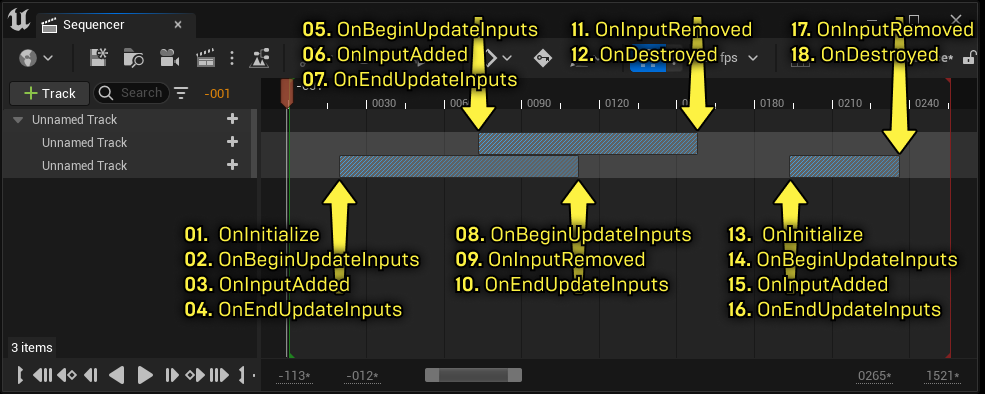 Sequencer
05. OnBeginUpdateInputs
06. OnInputAdded
07. OnEndUpdateInputs
11. OnInputRemoved
12. OnDestroyed
fps
17. OnInputRemoved
18. OnDestroyed
e*
+ Track
Search
-001
0030
0090
0120
0180
0210
0240
Unnamed Track
Unnamed Track
Unnamed Track
01. OnInitialize
02. OnBeginUpdateInputs
03. OnInputAdded
04. OnEndUpdateInputs
08. OnBeginUpdateInputs
09. OnInputRemoved
10. OnEndUpdateInputs
13. OnInitialize
14. OnBeginUpdateInputs
15. OnInputAdded
16. OnEndUpdateInputs
3 items
-113*
-012*
0265*
1521*